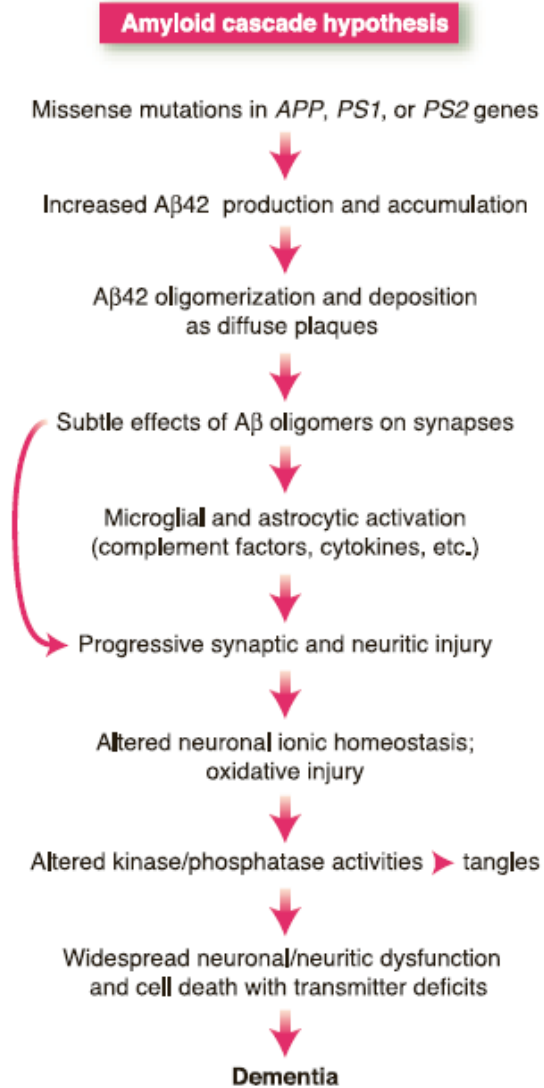 Amyloid cascade hypothesis
Missense mutations in APP, PS1, or PS2 genes
Increased Aβ42 production and accumulation
Aβ42 oligomerization and deposition
as diffuse plaques
Subtle effects of Aβ oligomers on synapses
Microglial and astrocytic activation
(complement factors, cytokines, etc.)
Progressive synaptic and neuritic injury
Altered neuronal ionic homeostasis;
oxidative injury
Altered kinase/phosphatase activities tangles
Widespread neuronal/neuritic dysfunction
and cell death with transmitter deficits
Dementia